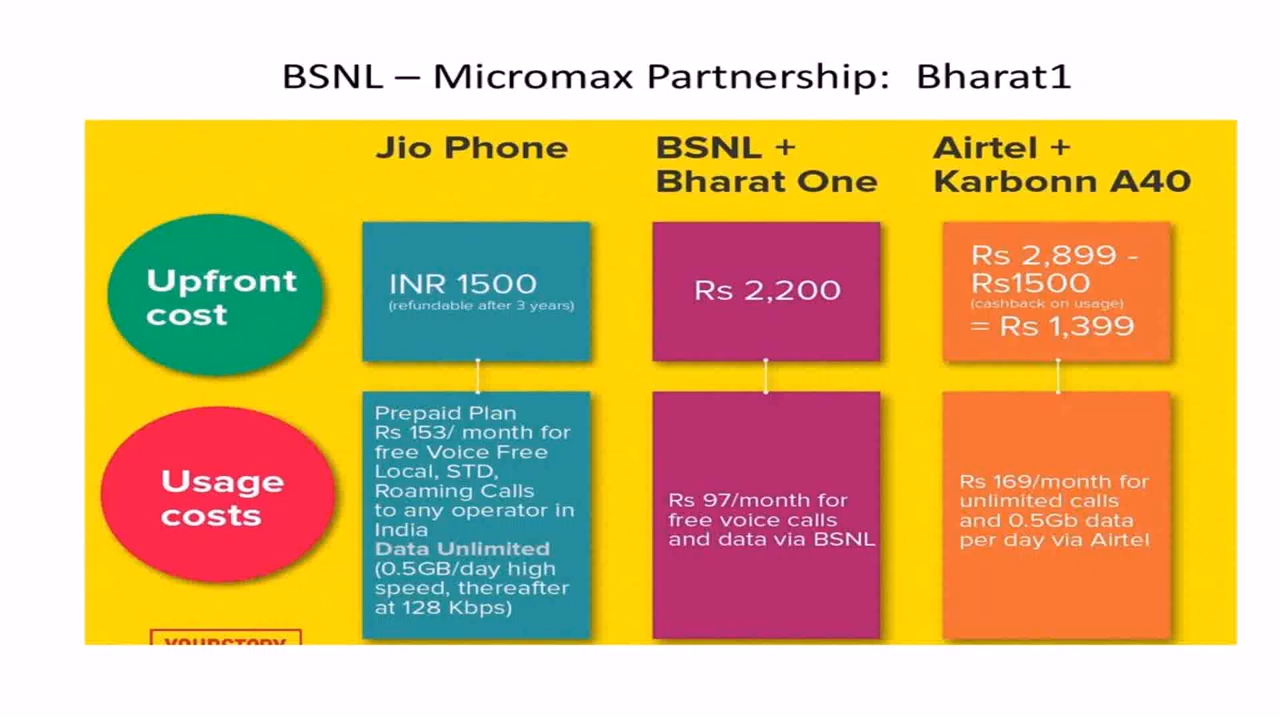 BSNL – Micromax Partnership: Bharat1
Jio Phone
BSNL +
Bharat One
Airtel +
Karbonn A40
Upfront
cost
INR 1500
(refundable after 3 years)
Rs 2,200
Rs 2,899 -
Rs1500
(cashback on usage)
= Rs 1,399
Usage
costs
Prepaid Plan
Rs 153/ month for
free Voice Free
Local, STD,
Roaming Calls
to any operator in
India
Data Unlimited
(0.5GB/day high
speed, thereafter
at 128 Kbps)
Rs 97/month for
free voice calls
and data via BSNL
Rs 169/month for
unlimited calls
and 0.5Gb data
per day via Airtel
YOURSTORY